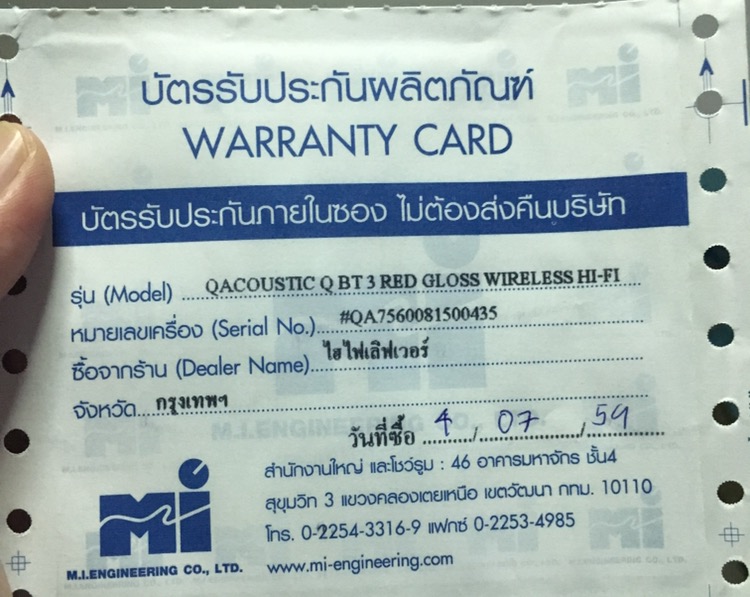 บัตรรับประกันผลิตภัณฑ์
WARRANTY CARD
บัตรรับประกันภายในซอง ไม่ต้องส่งคืนบริษัท
รุ่น (Model) QACOUSTIC Q BT 3 RED GLOSS WIRELESS HI-FI
หมายเลขเครื่อง (Serial No.) #QA7560081500435
ซื้อจากร้าน (Dealer Name) ไฮไฟเลิฟเวอร์
จังหวัด กรุงเทพฯ
วันที่ซื้อ 4 / 07 / 59
สำนักงานใหญ่ และโชว์รูม : 46 อาคารมหาจักร ชั้น4
สุขุมวิท 3 แขวงคลองเตยเหนือ เขตวัฒนา กทม. 10110
โทร. 0-2254-3316-9 แฟกซ์ 0-2253-4985
www.mi-engineering.com
mi
M.I.ENGINEERING CO., LTD.